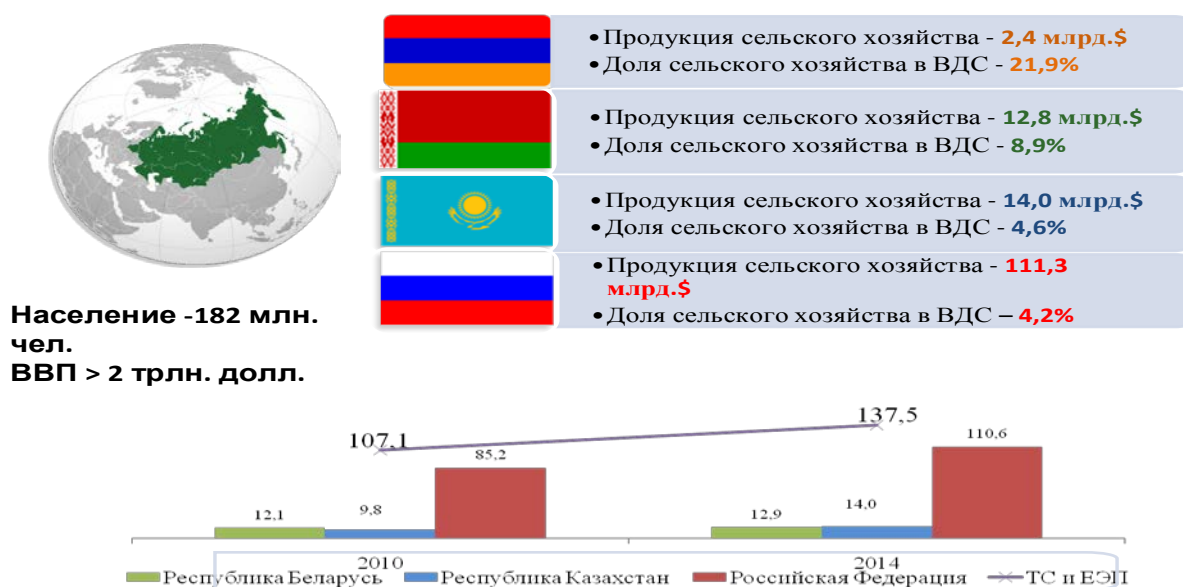 • Продукция сельского хозяйства - 2,4 млрд.$
• Доля сельского хозяйства в ВДС - 21,9%
• Продукция сельского хозяйства - 12,8 млрд.$
• Доля сельского хозяйства в ВДС - 8,9%
• Продукция сельского хозяйства - 14,0 млрд.$
• Доля сельского хозяйства в ВДС - 4,6%
• Продукция сельского хозяйства - 111,3
млрд.$
• Доля сельского хозяйства в ВДС – 4,2%
Население -182 млн.
чел.
ВВП > 2 трлн. долл.
107,1
137,5
12,1
9,8
85,2
12,9
14,0
110,6
2010
2014
Республика Беларусь
Республика Казахстан
Российская Федерация
ТС и ЕЭП